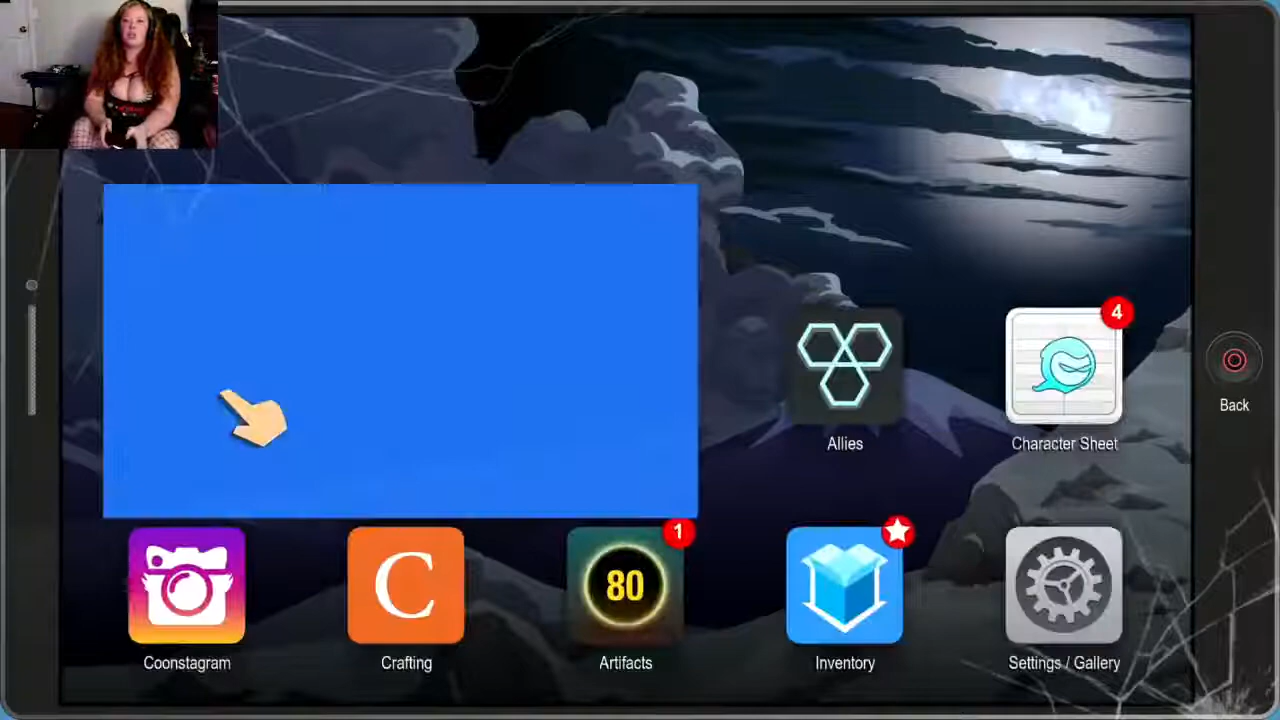 4
Allies
Character Sheet
Back
1
C
80
Coonstagram
Crafting
Artifacts
Inventory
Settings / Gallery